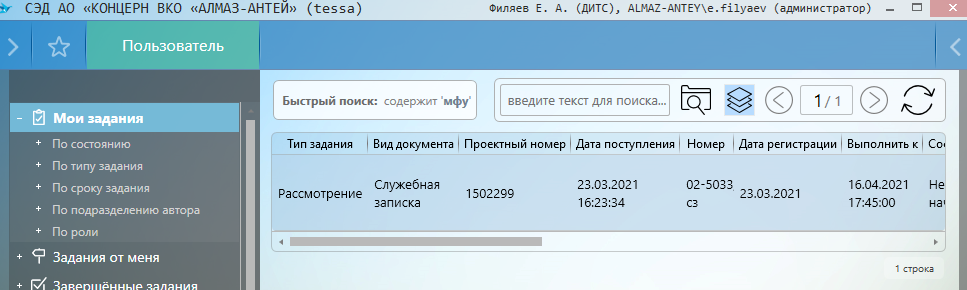 СЭД АО «КОНЦЕРН ВКО «АЛМАЗ-АНТЕЙ» (tessa)
Филяев Е. А. (ДИТС), ALMAZ-ANTEY\e.filyaev (администратор)
Пользователь
Быстрый поиск: содержит 'мфу'
введите текст для поиска...
1 / 1
Мои задания
По состоянию
По типу задания
По сроку задания
По подразделению автора
По роли
Задания от меня
Завершённые задания
Тип задания Вид документа Проектный номер Дата поступления Номер Дата регистрации Выполнить к Сос
Рассмотрение Служебная записка 1502299 23.03.2021 16:23:34 02-5033 сз 23.03.2021 16.04.2021 17:45:00 Не нач
1 строка